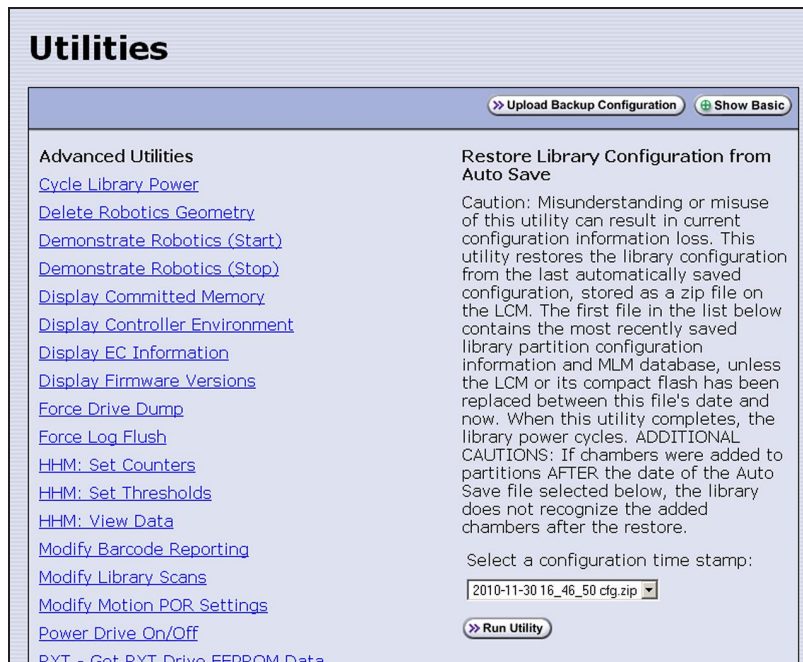 Utilities
Upload Backup Configuration
Show Basic
Advanced Utilities
Cycle Library Power
Delete Robotics Geometry
Demonstrate Robotics (Start)
Demonstrate Robotics (Stop)
Display Committed Memory
Display Controller Environment
Display EC Information
Display Firmware Versions
Force Drive Dump
Force Log Flush
HHM: Set Counters
HHM: Set Thresholds
HHM: View Data
Modify Barcode Reporting
Modify Library Scans
Modify Motion POR Settings
Power Drive On/Off
RXT - Get RXT Drive EEPROM Data
Restore Library Configuration from
Auto Save
Caution: Misunderstanding or misuse
of this utility can result in current
configuration information loss. This
utility restores the library configuration
from the last automatically saved
configuration, stored as a zip file on
the LCM. The first file in the list below
contains the most recently saved
library partition configuration
information and MLM database, unless
the LCM or its compact flash has been
replaced between this file's date and
now. When this utility completes, the
library power cycles. ADDITIONAL
CAUTIONS: If chambers were added to
partitions AFTER the date of the Auto
Save file selected below, the library
does not recognize the added
chambers after the restore.
Select a configuration time stamp:
2010-11-30 16_46_50 cfg.zip
Run Utility